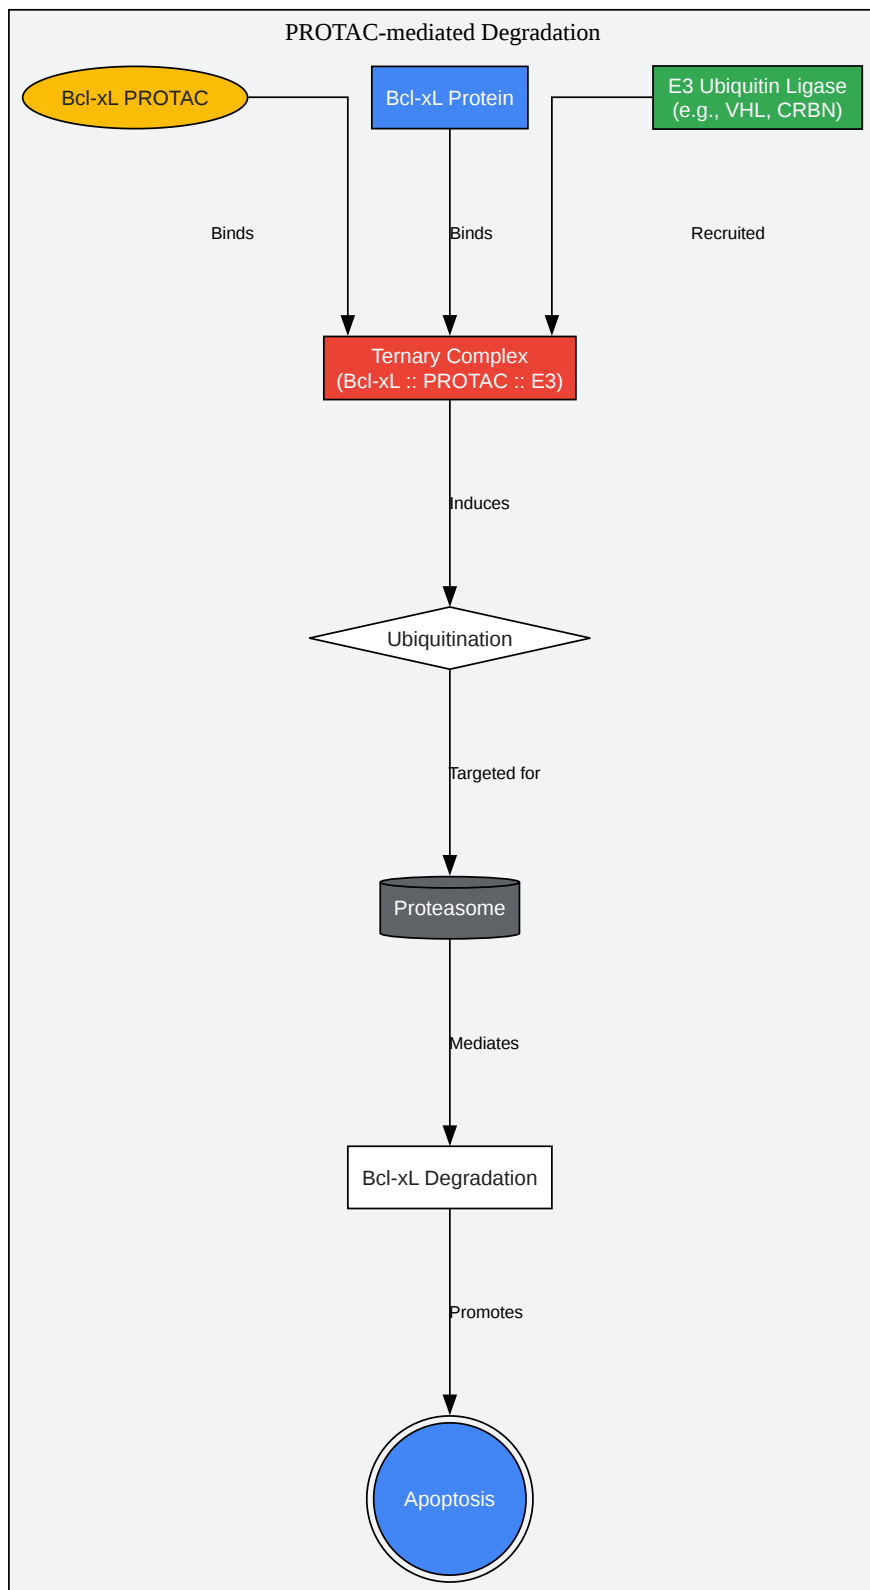 PROTAC-mediated Degradation
Bcl-xL PROTAC
Bcl-xL Protein
E3 Ubiquitin Ligase
(e.g., VHL, CRBN)
Binds
Binds
Recruited
Ternary Complex
(Bcl-xL :: PROTAC :: E3)
Induces
Ubiquitination
Targeted for
Proteasome
Mediates
Bcl-xL Degradation
Promotes
Apoptosis